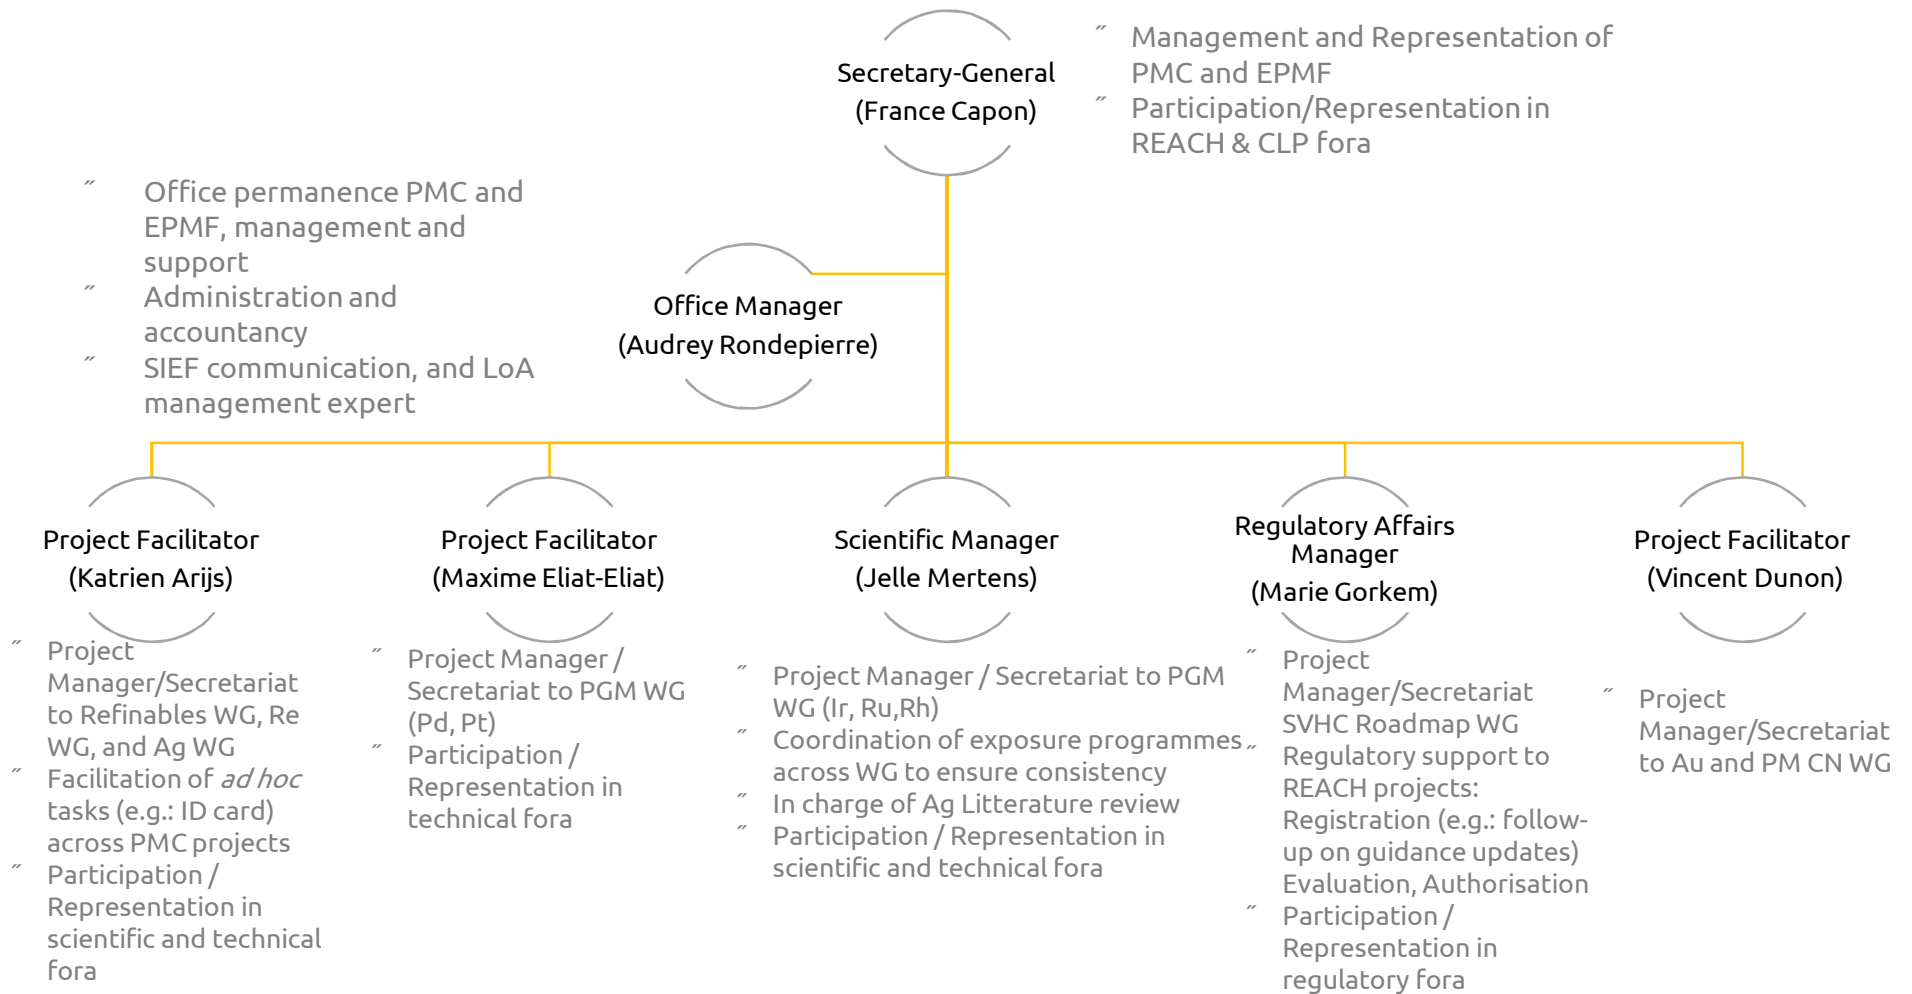 Secretary-General
(France Capon)
˝ Management and Representation of
PMC and EPMF
˝ Participation/Representation in
REACH & CLP fora
˝ Office permanence PMC and
EPMF, management and
support
˝ Administration and
accountancy
˝ SIEF communication, and LoA
management expert
Office Manager
(Audrey Rondepierre)
Project Facilitator
(Katrien Arijs)
˝ Project
Manager/Secretariat
to Refinables WG, Re
WG, and Ag WG
˝ Facilitation of ad hoc
tasks (e.g.: ID card)
across PMC projects
˝ Participation /
Representation in
scientific and technical
fora
Project Facilitator
(Maxime Eliat-Eliat)
˝ Project Manager /
Secretariat to PGM WG
(Pd, Pt)
˝ Participation /
Representation in
technical fora
Scientific Manager
(Jelle Mertens)
˝ Project Manager / Secretariat to PGM
WG (Ir, Ru,Rh)
˝ Coordination of exposure programmes
across WG to ensure consistency
˝ In charge of Ag Litterature review
˝ Participation / Representation in
scientific and technical fora
Regulatory Affairs
Manager
(Marie Gorkem)
˝ Project
Manager/Secretariat
SVHC Roadmap WG
˝ Regulatory support to
REACH projects:
Registration (e.g.: follow-
up on guidance updates)
Evaluation, Authorisation
˝ Participation /
Representation in
regulatory fora
Project Facilitator
(Vincent Dunon)
˝ Project
Manager/Secretariat
to Au and PM CN WG